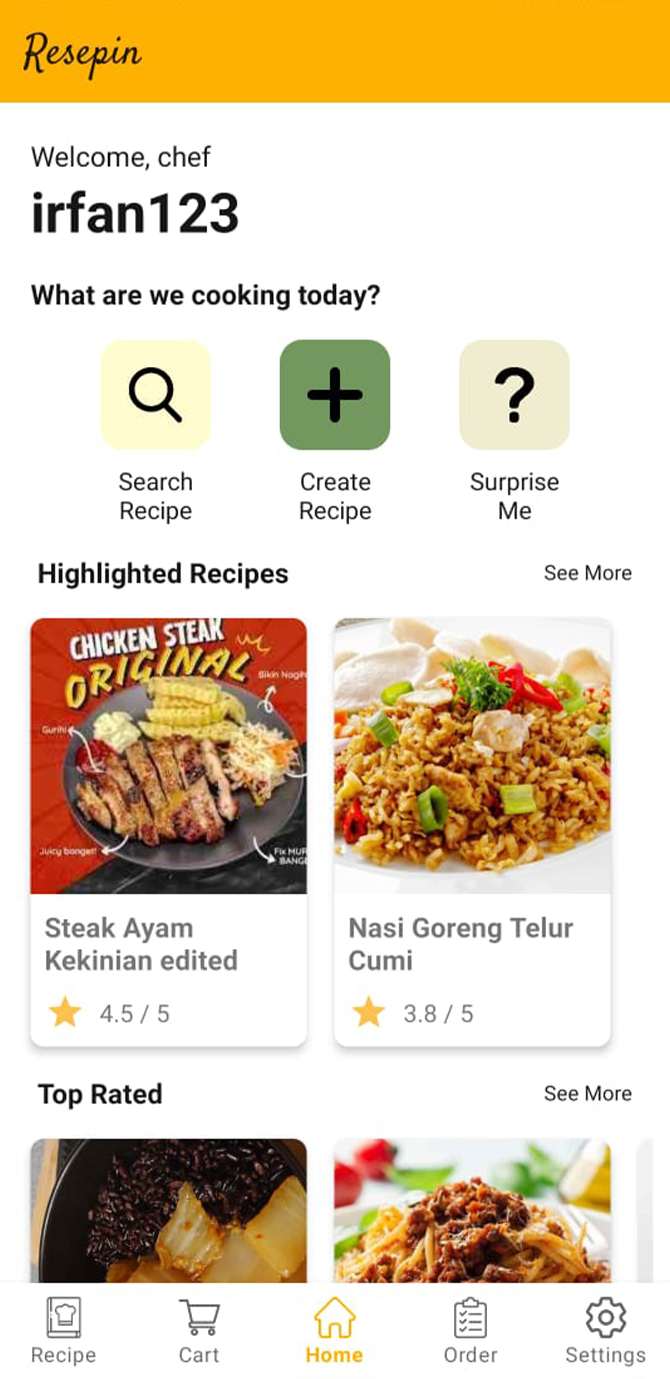 Resepin
Welcome, chef
irfan123
What are we cooking today?
Search
Recipe
Create
Recipe
Surprise
Me
Highlighted Recipes
See More
CHICKEN STEAK
ORIGINAL
Gurih!
Juicy banget!
Fix MUR
BANGE
Steak Ayam
Kekinian edited
4.5 / 5
Nasi Goreng Telur
Cumi
3.8 / 5
Top Rated
See More
Recipe
Cart
Home
Order
Settings